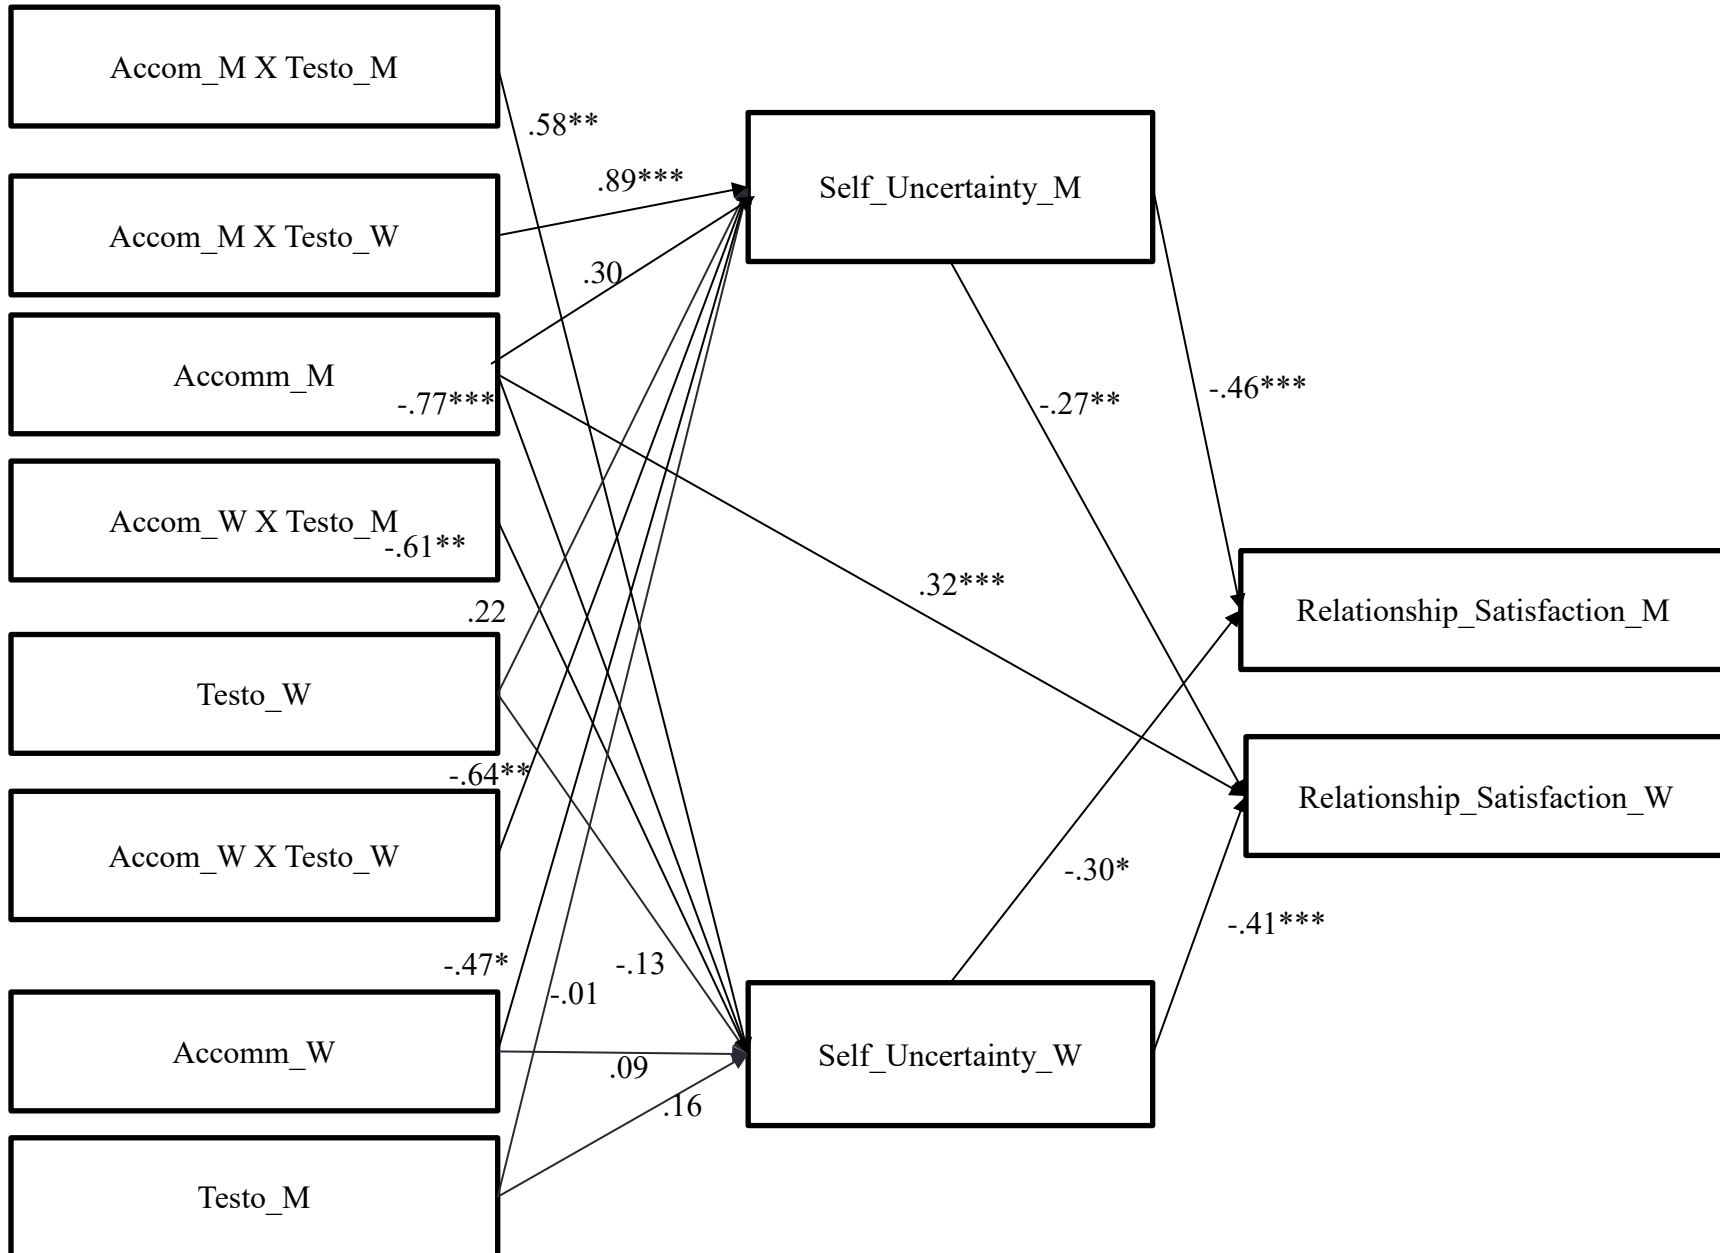 Accom_M X Testo_M
.58**
.89***
Self_Uncertainty_M
Accom_M X Testo_W
.30
Accomm_M
-.77***
-.27**
-.46***
Accom_W X Testo_M
-.61**
.32***
.22
Relationship_Satisfaction_M
Testo_W
-.64**
Relationship_Satisfaction_W
Accom_W X Testo_W
-.30*
-.41***
-.47*
-.13
-.01
Accomm_W
.09
Self_Uncertainty_W
.16
Testo_M